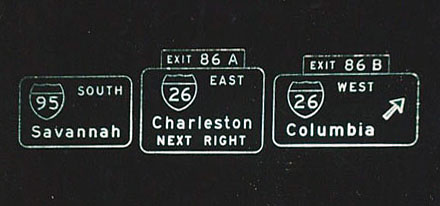 95 SOUTH
Savannah
EXIT 86 A
26 EAST
Charleston
NEXT RIGHT
EXIT 86 B
26 WEST
Columbia